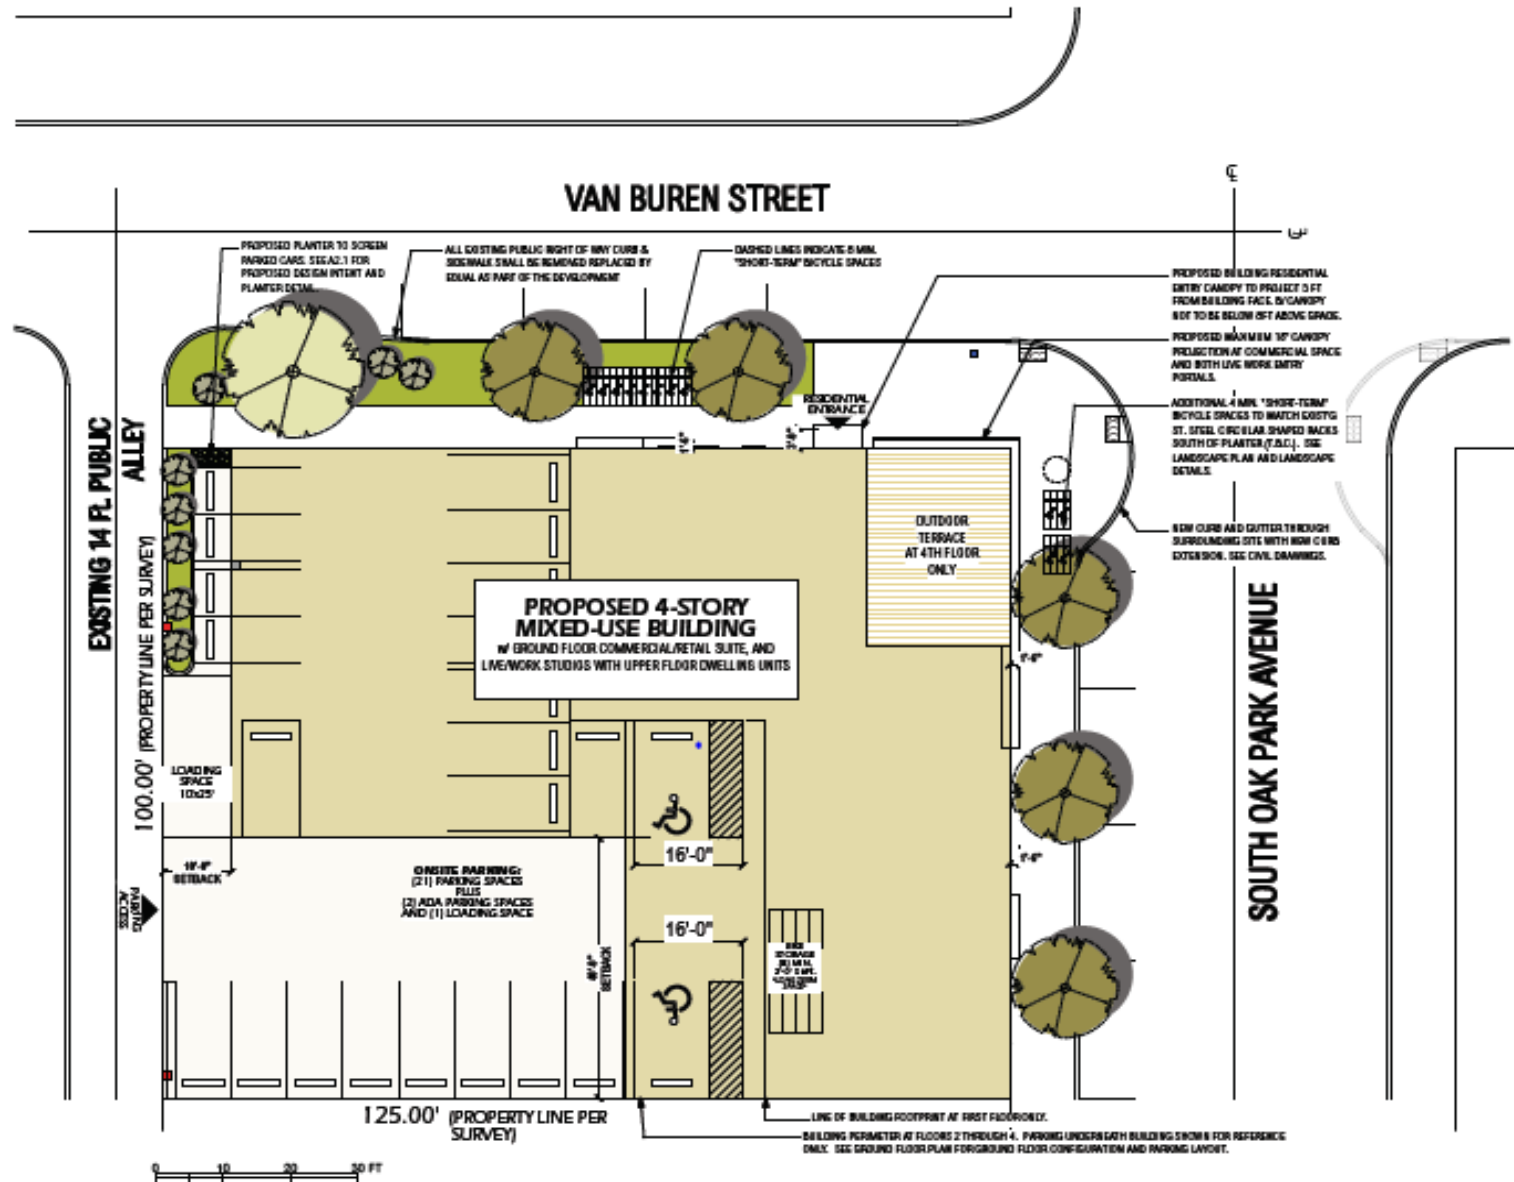 VAN BUREN STREET
PROPOSED PLANTER TO SCREEN
PARKED CARS. SEE A2.1 FOR
PROPOSED DESIGN INTENT AND
PLANTER DETAIL.
ALL EXISTING PUBLIC RIGHT OF WAY CURB &
SIDEWALK SHALL BE REMOVED REPLACED BY
EQUAL AS PART OF THE DEVELOPMENT
DASHED LINES INDICATE 8 MIN.
"SHORT-TERM" BICYCLE SPACES
PROPOSED BUILDING RESIDENTIAL
ENTRY CANOPY TO PROJECT 5 FT
FROM BUILDING FACE. B/CANOPY
NOT TO BE BELOW 8FT ABOVE GRADE.
PROPOSED MAXIMUM 18" CANOPY
PROJECTION AT COMMERCIAL SPACE
AND BOTH LIVE WORK ENTRY
PORTALS.
ADDITIONAL 4 MIN. "SHORT-TERM"
BICYCLE SPACES TO MATCH EXIST'G
ST. STEEL CIRCULAR SHAPED RACKS
SOUTH OF PLANTER (T.B.C.). SEE
LANDSCAPE PLAN AND LANDSCAPE
DETAILS.
NEW CURB AND GUTTER THROUGH
SURROUNDING SITE WITH NEW CURB
EXTENSION. SEE CIVIL DRAWINGS.
RESIDENTIAL
ENTRANCE
EXISTING 14 FT. PUBLIC
ALLEY
100.00' (PROPERTY LINE PER SURVEY)
OUTDOOR
TERRACE
AT 4TH FLOOR
ONLY
PROPOSED 4-STORY
MIXED-USE BUILDING
w/ GROUND FLOOR COMMERCIAL/RETAIL SUITE, AND
LIVE/WORK STUDIOS WITH UPPER FLOOR DWELLING UNITS
SOUTH OAK PARK AVENUE
LOADING
SPACE
10x25'
SETBACK
PARKING
ACCESS
ONSITE PARKING:
(21) PARKING SPACES
PLUS
(2) ADA PARKING SPACES
AND (1) LOADING SPACE
16'-0"
16'-0"
SETBACK
BIKE
STORAGE
125.00' (PROPERTY LINE PER
SURVEY)
LINE OF BUILDING FOOTPRINT AT FIRST FLOOR ONLY.
BUILDING PERIMETER AT FLOORS 2 THROUGH 4. PARKING UNDERNEATH BUILDING SHOWN FOR REFERENCE
ONLY. SEE GROUND FLOOR PLAN FOR GROUND FLOOR CONFIGURATION AND PARKING LAYOUT.
0 10 30 FT